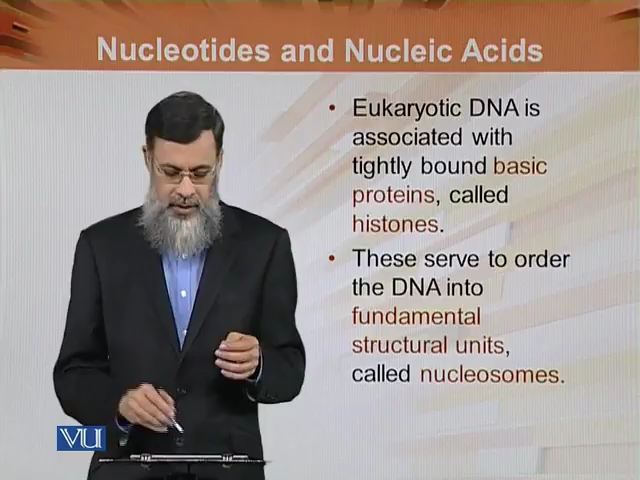 Nucleotides and Nucleic Acids
• Eukaryotic DNA is
associated with
tightly bound basic
proteins, called
histones.
• These serve to order
the DNA into
fundamental
structural units,
called nucleosomes.
VU